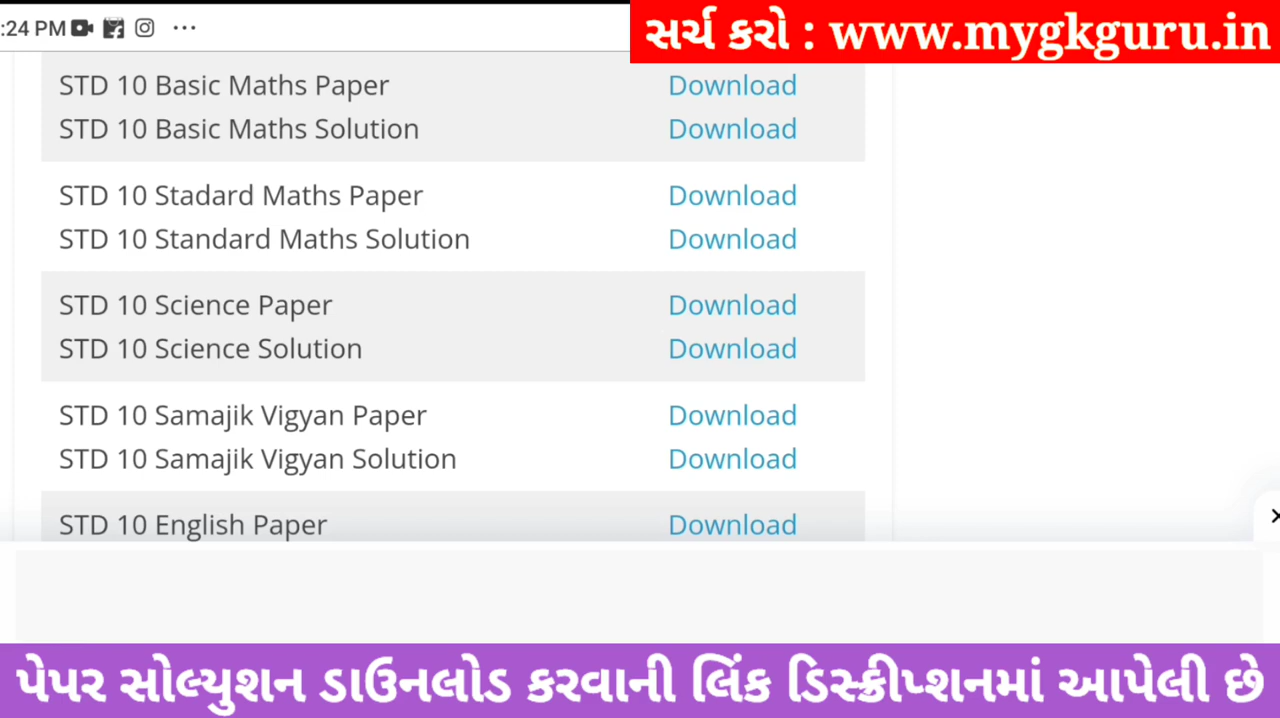 :24 PM
સર્ચ કરો : www.mygkguru.in
STD 10 Basic Maths Paper Download
STD 10 Basic Maths Solution Download
STD 10 Stadard Maths Paper Download
STD 10 Standard Maths Solution Download
STD 10 Science Paper Download
STD 10 Science Solution Download
STD 10 Samajik Vigyan Paper Download
STD 10 Samajik Vigyan Solution Download
STD 10 English Paper Download
પેપર સોલ્યુશન ડાઉનલોડ કરવાની લિંક ડિસ્ક્રીપ્શનમાં આપેલી છે